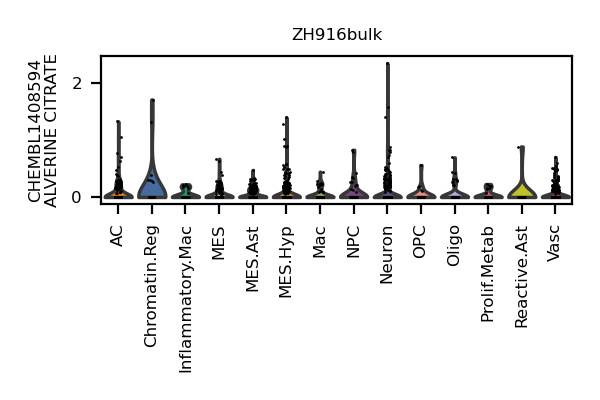 ZH916bulk
CHEMBL1408594
ALVERINE CITRATE
2
0
AC
Chromatin.Reg
Inflammatory.Mac
MES
MES.Ast
MES.Hyp
Mac
NPC
Neuron
OPC
Oligo
Prolif.Metab
Reactive.Ast
Vasc